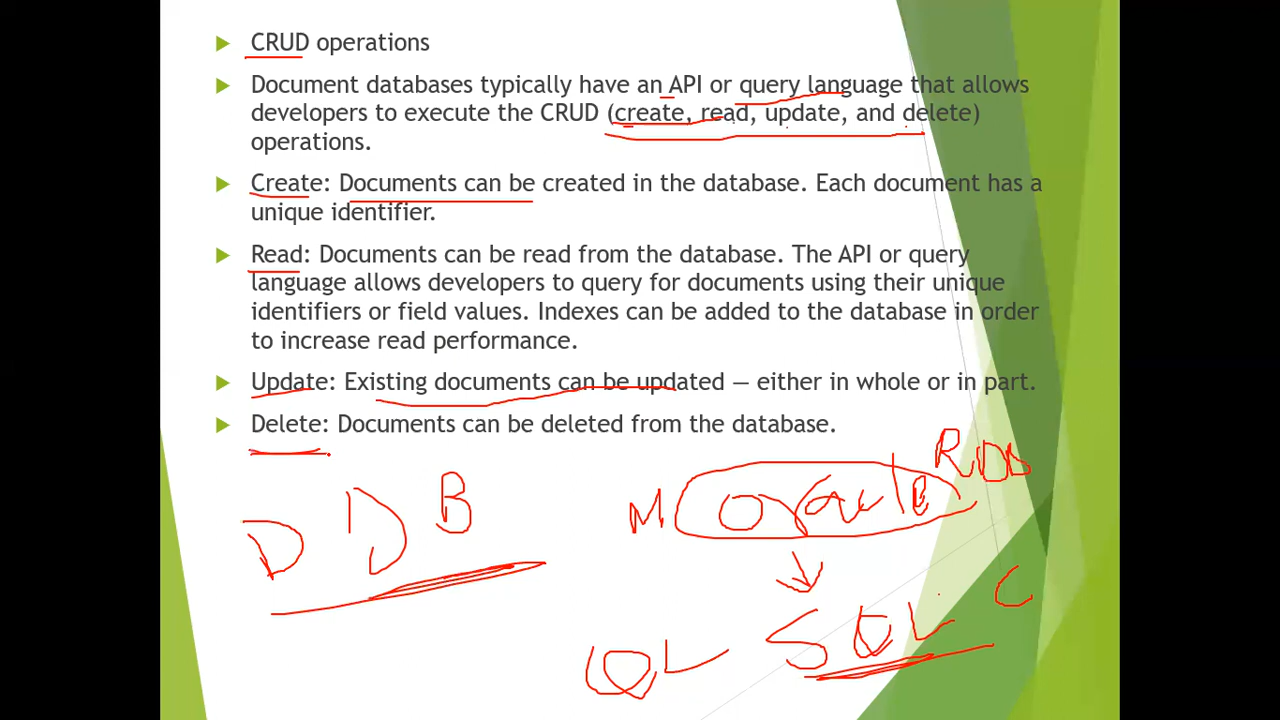 CRUD operations
Document databases typically have an API or query language that allows
developers to execute the CRUD (create, read, update, and delete)
operations.
Create: Documents can be created in the database. Each document has a
unique identifier.
Read: Documents can be read from the database. The API or query
language allows developers to query for documents using their unique
identifiers or field values. Indexes can be added to the database in order
to increase read performance.
Update: Existing documents can be updated — either in whole or in part.
Delete: Documents can be deleted from the database.
RDB
D D B
M oracle
C
QL SQL